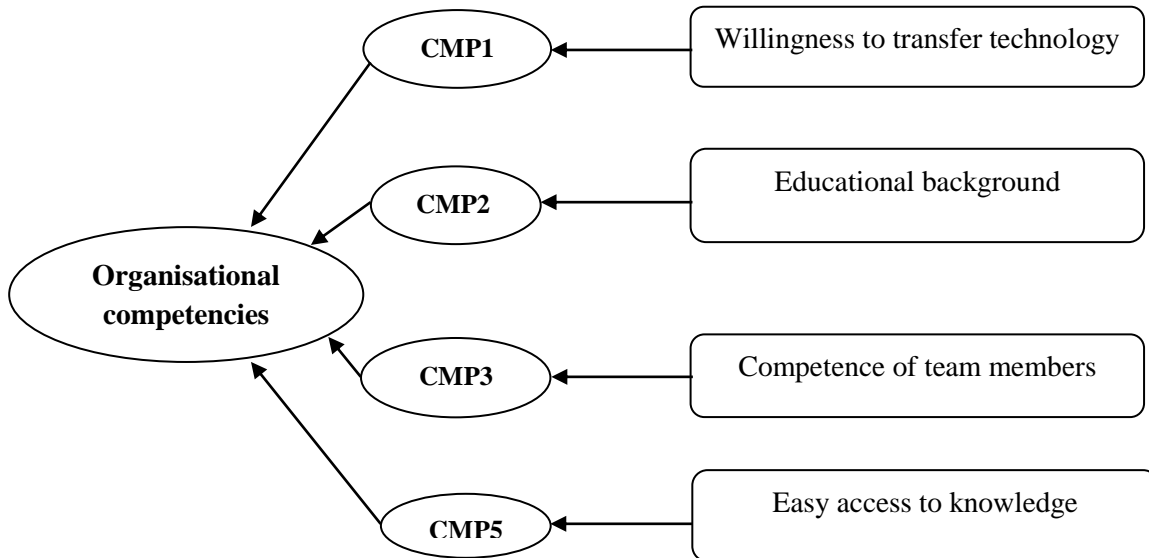 CMP1
Willingness to transfer technology
CMP2
Educational background
Organisational
competencies
CMP3
Competence of team members
CMP5
Easy access to knowledge